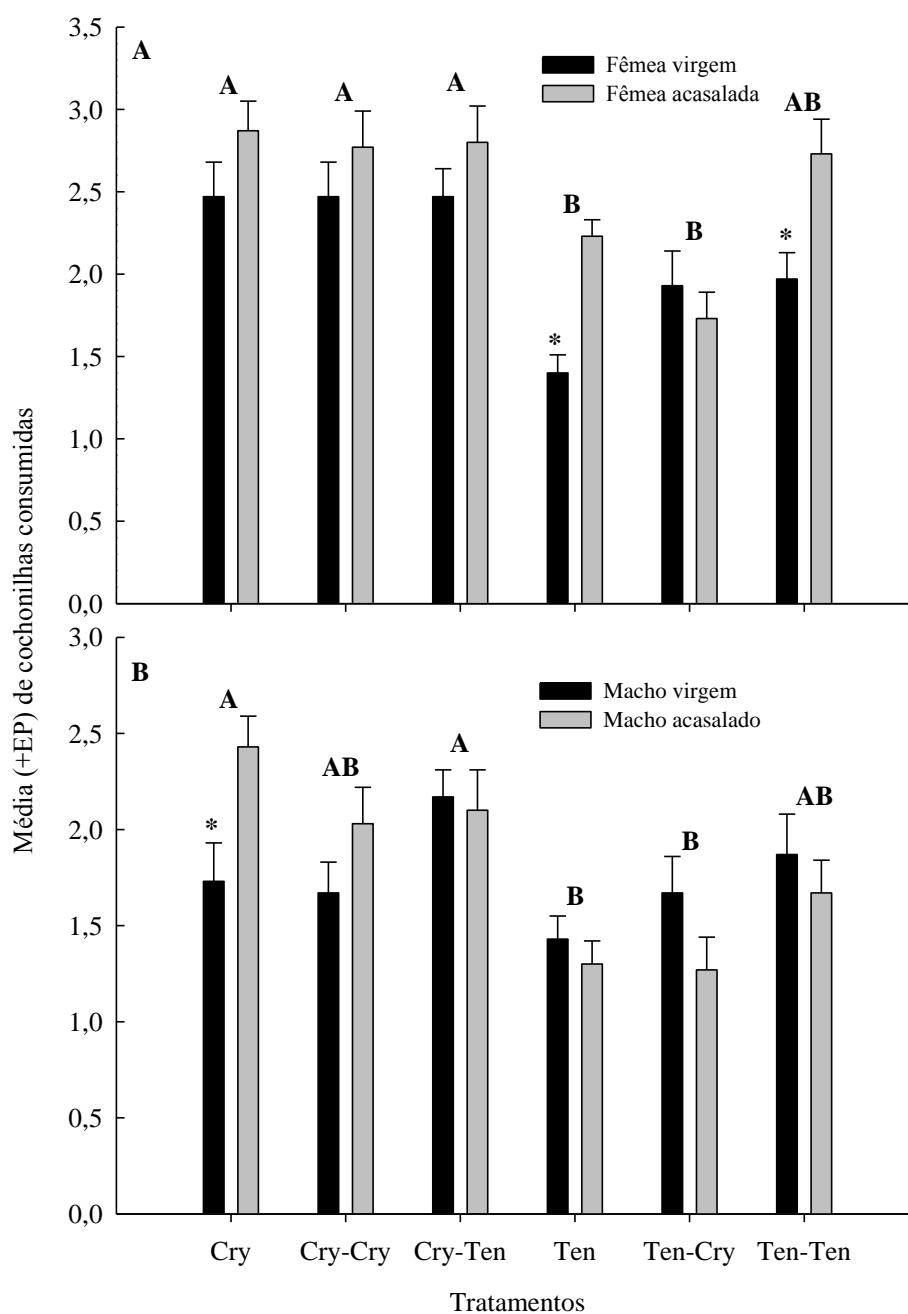 Média (+EP) de cochonilhas consumidas
3,5
3,0
2,5
2,0
1,5
1,0
0,5
0,0
A
Fêmea virgem
Fêmea acasalada
A
A
A
B
B
AB
*
*
3,0
2,5
2,0
1,5
1,0
0,5
0,0
B
Macho virgem
Macho acasalado
A
AB
A
B
B
AB
*
Cry
Cry-Cry
Cry-Ten
Ten
Ten-Cry
Ten-Ten
Tratamentos